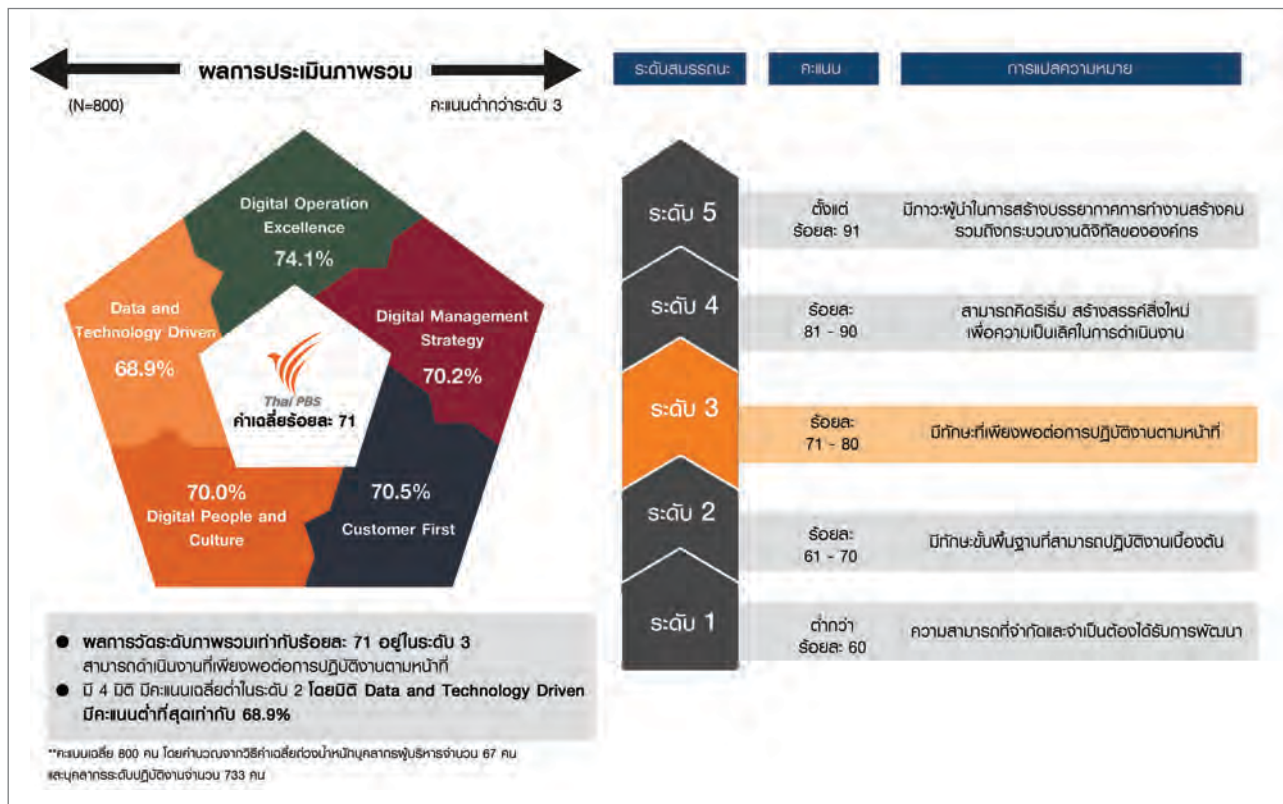 ผลการประเมินภาพรวม
(N=800)
คะแนนต่ำกว่าระดับ 3
Digital Operation
Excellence
74.1%
Data and
Technology Driven
68.9%
Digital Management
Strategy
70.2%
Thai PBS
ค่าเฉลี่ยร้อยละ 71
70.0%
Digital People and
Culture
70.5%
Customer First
● ผลการวัดระดับภาพรวมเท่ากับร้อยละ 71 อยู่ในระดับ 3
สามารถดำเนินงานที่เพียงพอต่อการปฏิบัติงานตามหน้าที่
● มี 4 มิติ มีคะแนนเฉลี่ยต่ำในระดับ 2 โดยมิติ Data and Technology Driven
มีคะแนนต่ำที่สุดเท่ากับ 68.9%
**คะแนนเฉลี่ย 800 คน โดยคำนวณจากวิธีค่าเฉลี่ยถ่วงน้ำหนักบุคลากรผู้บริหารจำนวน 67 คน
และบุคลากรระดับปฏิบัติงานจำนวน 733 คน
ระดับสมรรถนะ
คะแนน
การแปลความหมาย
ระดับ 5
ตั้งแต่
ร้อยละ 91
มีภาวะผู้นำในการสร้างบรรยากาศการทำงานสร้างคน
รวมถึงกระบวนงานดิจิทัลขององค์กร
ระดับ 4
ร้อยละ
81 - 90
สามารถคิดริเริ่ม สร้างสรรค์สิ่งใหม่
เพื่อความเป็นเลิศในการดำเนินงาน
ระดับ 3
ร้อยละ
71 - 80
มีทักษะที่เพียงพอต่อการปฏิบัติงานตามหน้าที่
ระดับ 2
ร้อยละ
61 - 70
มีทักษะขั้นพื้นฐานที่สามารถปฏิบัติงานเบื้องต้น
ระดับ 1
ต่ำกว่า
ร้อยละ 60
ความสามารถที่จำกัดและจำเป็นต้องได้รับการพัฒนา